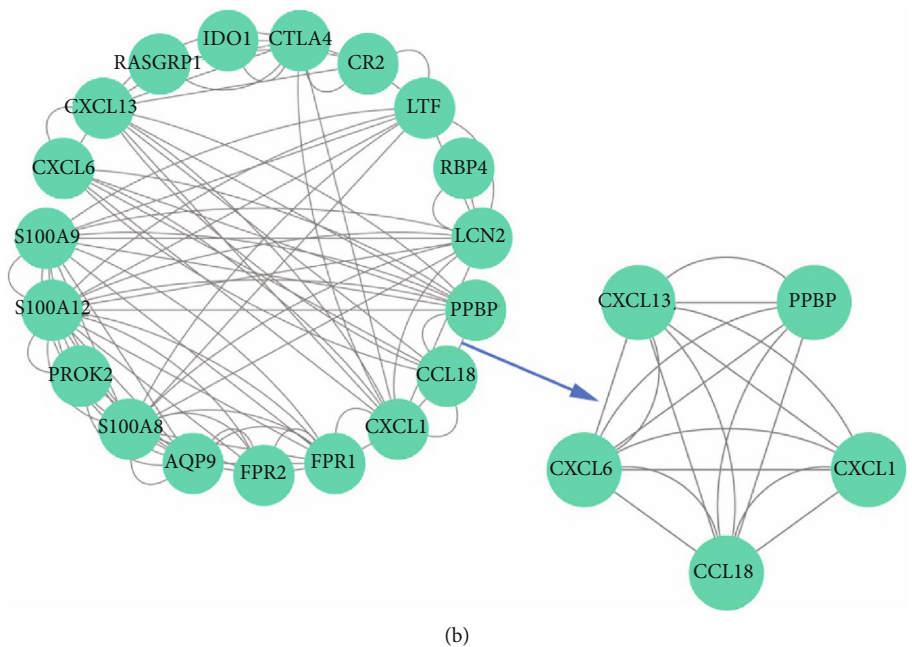 IDO1
CTLA4
RASGRP1
CR2
CXCL13
LTF
CXCL6
RBP4
S100A9
LCN2
S100A12
PPBP
PROK2
CCL18
S100A8
CXCL1
AQP9
FPR2
FPR1
CXCL13
PPBP
CXCL6
CXCL1
CCL18
(b)